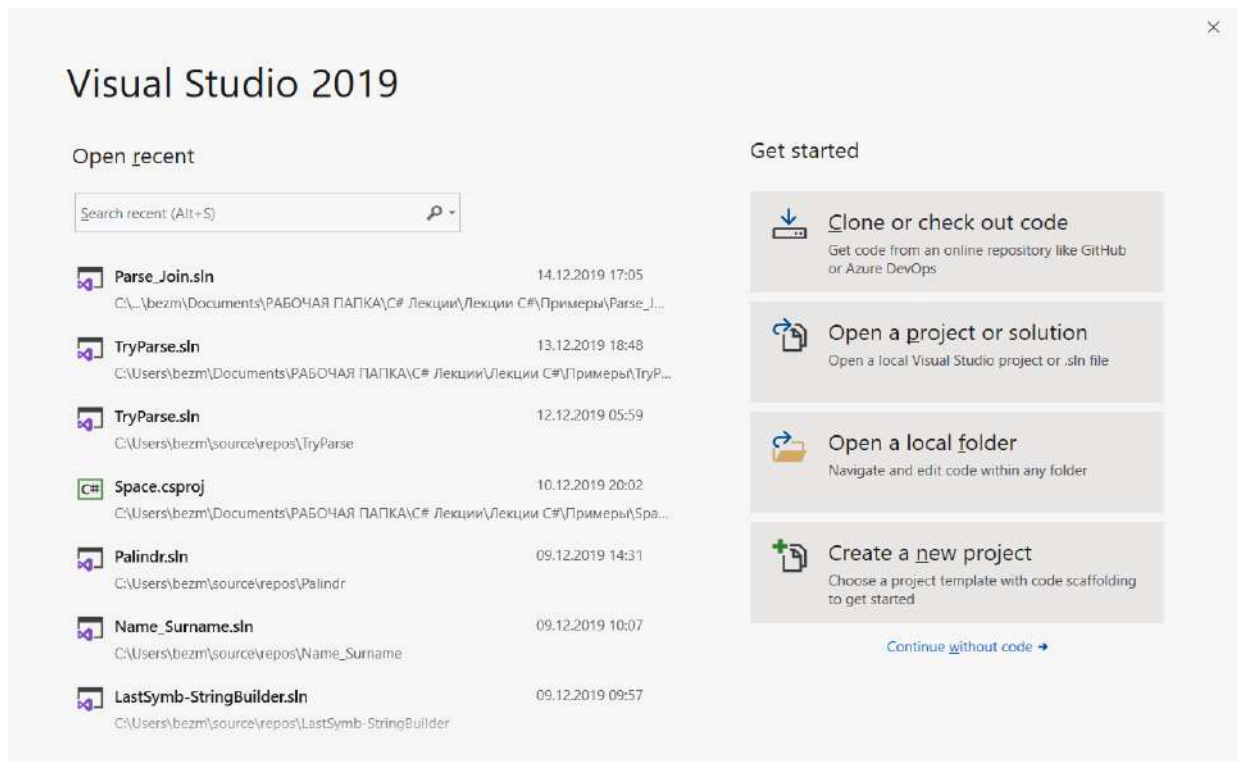 Visual Studio 2019
Open recent
Search recent (Alt+S)
Parse_Join.sln 14.12.2019 17:05
C:\...\bezm\Documents\РАБОЧАЯ ПАПКА\C# Лекции\Лекции C#\Примеры\Parse_J...
TryParse.sln 13.12.2019 18:48
C:\Users\bezm\Documents\РАБОЧАЯ ПАПКА\C# Лекции\Лекции C#\Примеры\TryP...
TryParse.sln 12.12.2019 05:59
C:\Users\bezm\source\repos\TryParse
C# Space.csproj 10.12.2019 20:02
C:\Users\bezm\Documents\РАБОЧАЯ ПАПКА\C# Лекции\Лекции C#\Примеры\Spa...
Palindr.sln 09.12.2019 14:31
C:\Users\bezm\source\repos\Palindr
Name_Surname.sln 09.12.2019 10:07
C:\Users\bezm\source\repos\Name_Surname
LastSymb-StringBuilder.sln 09.12.2019 09:57
C:\Users\bezm\source\repos\LastSymb-StringBuilder
Get started
Clone or check out code
Get code from an online repository like GitHub
or Azure DevOps
Open a project or solution
Open a local Visual Studio project or .sln file
Open a local folder
Navigate and edit code within any folder
Create a new project
Choose a project template with code scaffolding
to get started
Continue without code →